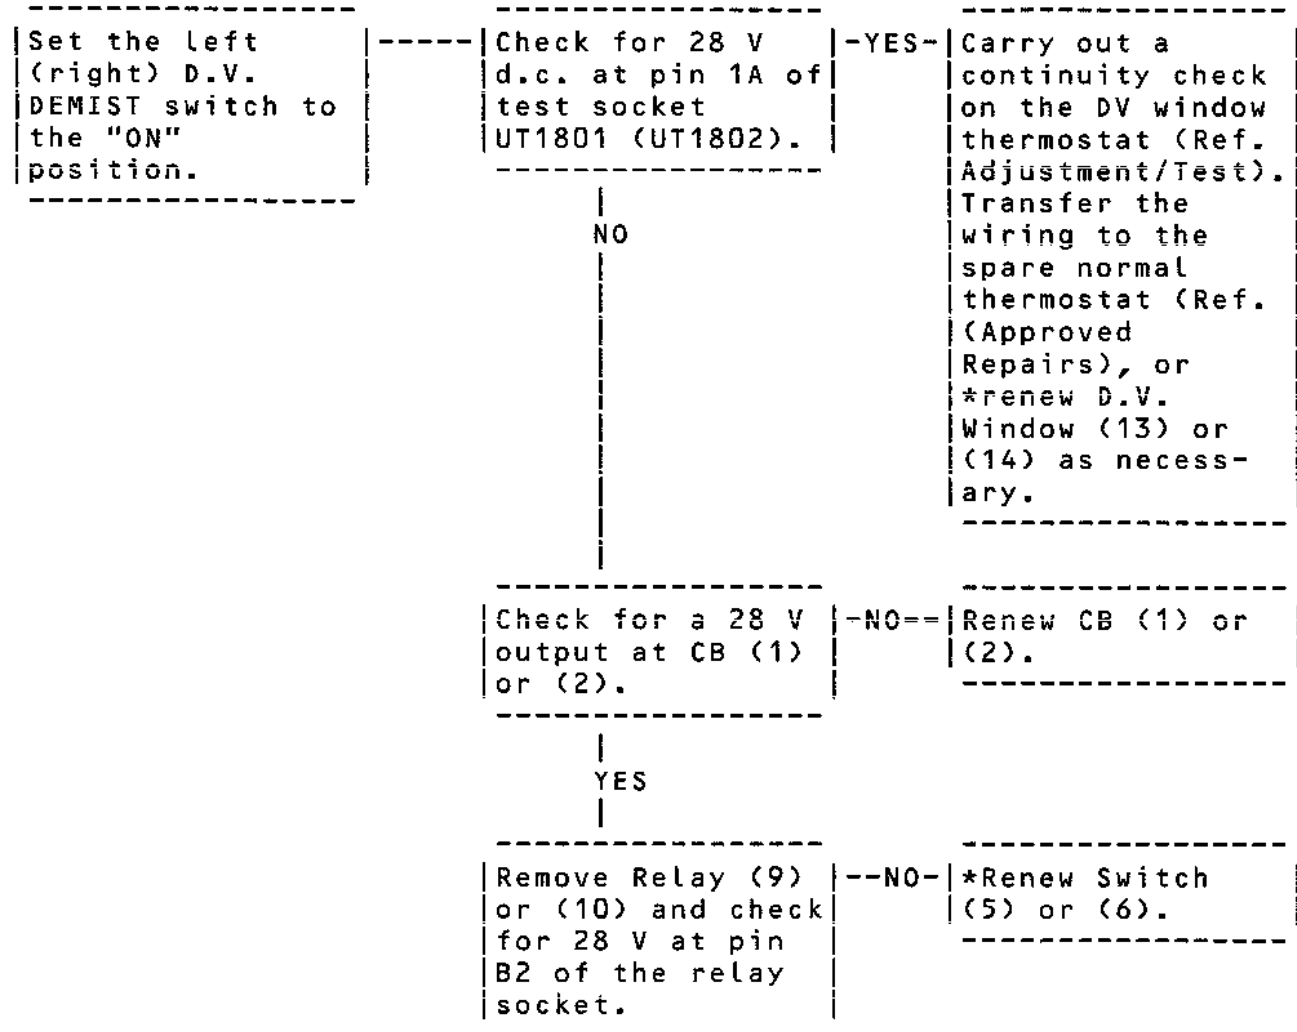 Set the left
(right) D.V.
DEMIST switch to
the "ON"
position.
Check for 28 V
d.c. at pin 1A of
test socket
UT1801 (UT1802).
-YES-
Carry out a
continuity check
on the DV window
thermostat (Ref.
Adjustment/Test).
Transfer the
wiring to the
spare normal
thermostat (Ref.
(Approved
Repairs), or
*renew D.V.
Window (13) or
(14) as necess-
ary.
NO
Check for a 28 V
output at CB (1)
or (2).
-NO==
Renew CB (1) or
(2).
YES
Remove Relay (9)
or (10) and check
for 28 V at pin
B2 of the relay
socket.
--NO-
*Renew Switch
(5) or (6).